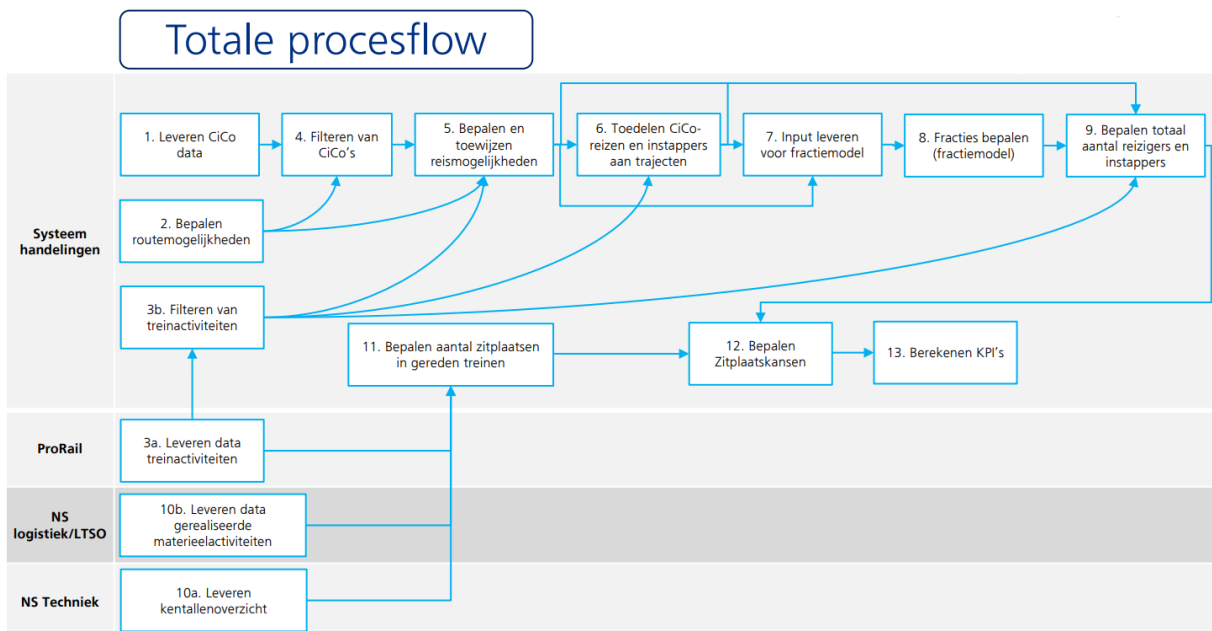 Totale procesflow
Systeem
handelingen
1. Leveren CiCo
data
4. Filteren van
CiCo's
5. Bepalen en
toewijzen
reismogelijkheden
6. Toedelen CiCo-
reizen en instappers
aan trajecten
7. Input leveren
voor fractiemodel
8. Fracties bepalen
(fractiemodel)
9. Bepalen totaal
aantal reizigers en
instappers
2. Bepalen
routemogelijkheden
3b. Filteren van
treinactiviteiten
11. Bepalen aantal zitplaatsen
in gereden treinen
12. Bepalen
Zitplaatskansen
13. Berekenen KPI's
ProRail
3a. Leveren data
treinactiviteiten
NS
logistiek/LTSO
10b. Leveren data
gerealiseerde
materieelactiviteiten
NS Techniek
10a. Leveren
kentallenoverzicht